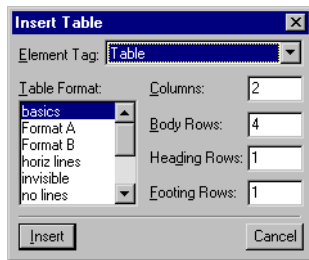 Insert Table
Element Tag: Table
Table Format:
basics
Format A
Format B
horiz lines
invisible
no lines
Columns: 2
Body Rows: 4
Heading Rows: 1
Footing Rows: 1
Insert
Cancel